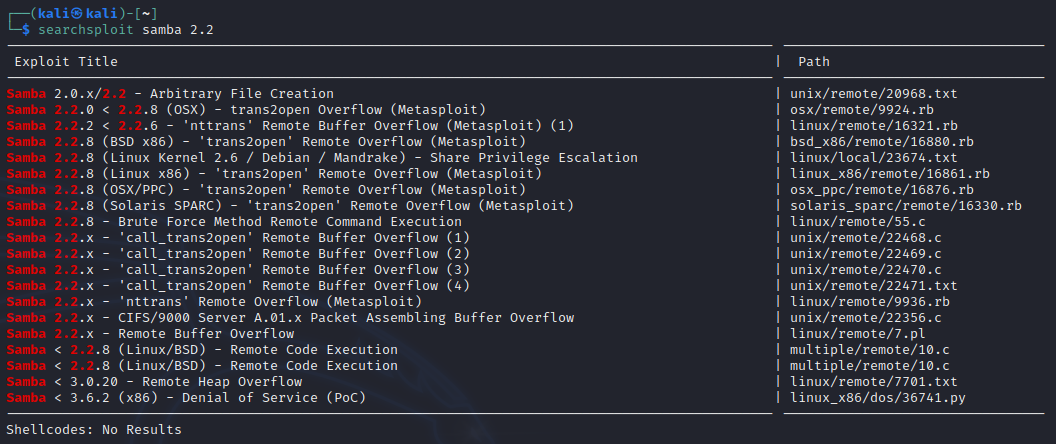 ┌──(kali㉿kali)-[~]
└─$ searchsploit samba 2.2
Exploit Title | Path
Samba 2.0.x/2.2 - Arbitrary File Creation | unix/remote/20968.txt
Samba 2.2.0 < 2.2.8 (OSX) - trans2open Overflow (Metasploit) | osx/remote/9924.rb
Samba 2.2.2 < 2.2.6 - 'nttrans' Remote Buffer Overflow (Metasploit) (1) | linux/remote/16321.rb
Samba 2.2.8 (BSD x86) - 'trans2open' Remote Overflow (Metasploit) | bsd_x86/remote/16880.rb
Samba 2.2.8 (Linux Kernel 2.6 / Debian / Mandrake) - Share Privilege Escalation | linux/local/23674.txt
Samba 2.2.8 (Linux x86) - 'trans2open' Remote Overflow (Metasploit) | linux_x86/remote/16861.rb
Samba 2.2.8 (OSX/PPC) - 'trans2open' Remote Overflow (Metasploit) | osx_ppc/remote/16876.rb
Samba 2.2.8 (Solaris SPARC) - 'trans2open' Remote Overflow (Metasploit) | solaris_sparc/remote/16330.rb
Samba 2.2.8 - Brute Force Method Remote Command Execution | linux/remote/55.c
Samba 2.2.x - 'call_trans2open' Remote Buffer Overflow (1) | unix/remote/22468.c
Samba 2.2.x - 'call_trans2open' Remote Buffer Overflow (2) | unix/remote/22469.c
Samba 2.2.x - 'call_trans2open' Remote Buffer Overflow (3) | unix/remote/22470.c
Samba 2.2.x - 'call_trans2open' Remote Buffer Overflow (4) | unix/remote/22471.txt
Samba 2.2.x - 'nttrans' Remote Overflow (Metasploit) | linux/remote/9936.rb
Samba 2.2.x - CIFS/9000 Server A.01.x Packet Assembling Buffer Overflow | unix/remote/22356.c
Samba 2.2.x - Remote Buffer Overflow | linux/remote/7.pl
Samba < 2.2.8 (Linux/BSD) - Remote Code Execution | multiple/remote/10.c
Samba < 2.2.8 (Linux/BSD) - Remote Code Execution | multiple/remote/10.c
Samba < 3.0.20 - Remote Heap Overflow | linux/remote/7701.txt
Samba < 3.6.2 (x86) - Denial of Service (PoC) | linux_x86/dos/36741.py
Shellcodes: No Results